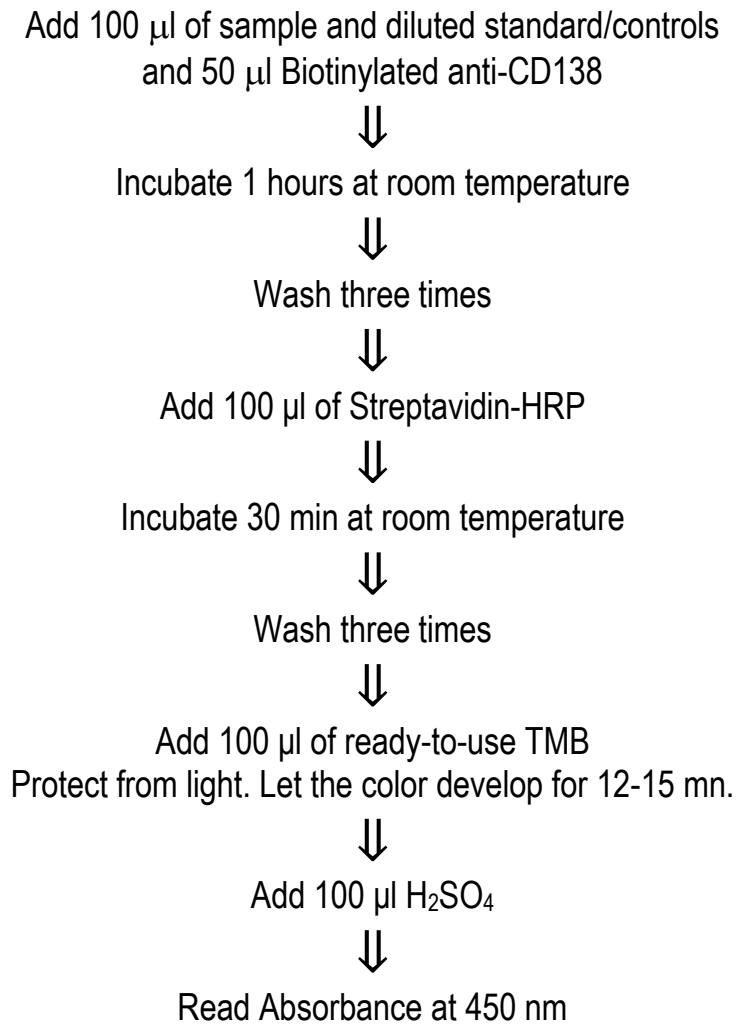 Add 100 μl of sample and diluted standard/controls
and 50 μl Biotinylated anti-CD138
⇓
Incubate 1 hours at room temperature
⇓
Wash three times
⇓
Add 100 µl of Streptavidin-HRP
⇓
Incubate 30 min at room temperature
⇓
Wash three times
⇓
Add 100 µl of ready-to-use TMB
Protect from light. Let the color develop for 12-15 mn.
⇓
Add 100 µl H₂SO₄
⇓
Read Absorbance at 450 nm